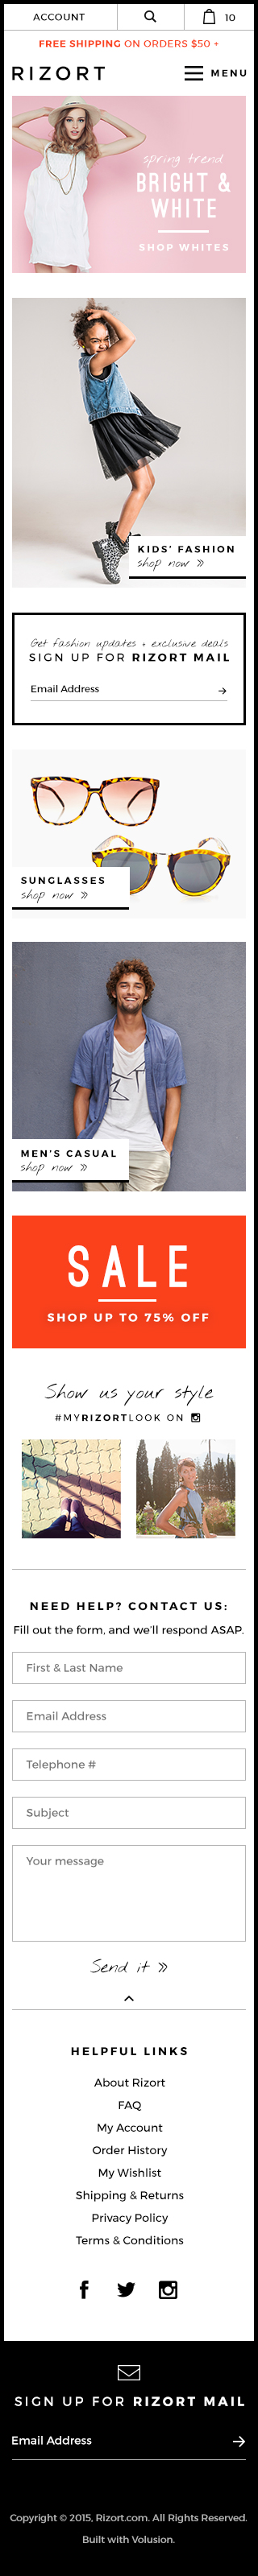 ACCOUNT 10
FREE SHIPPING ON ORDERS $50 +
RIZORT MENU
spring trend
BRIGHT &
WHITE
SHOP WHITES
KIDS' FASHION
shop now »
Get fashion updates + exclusive deals
SIGN UP FOR RIZORT MAIL
Email Address →
SUNGLASSES
shop now »
MEN'S CASUAL
shop now »
SALE
SHOP UP TO 75% OFF
Show us your style
#MYRIZORTLOOK ON
NEED HELP? CONTACT US:
Fill out the form, and we'll respond ASAP.
First & Last Name
Email Address
Telephone #
Subject
Your message
Send it »
HELPFUL LINKS
About Rizort
FAQ
My Account
Order History
My Wishlist
Shipping & Returns
Privacy Policy
Terms & Conditions
SIGN UP FOR RIZORT MAIL
Email Address →
Copyright © 2015, Rizort.com. All Rights Reserved.
Built with Volusion.